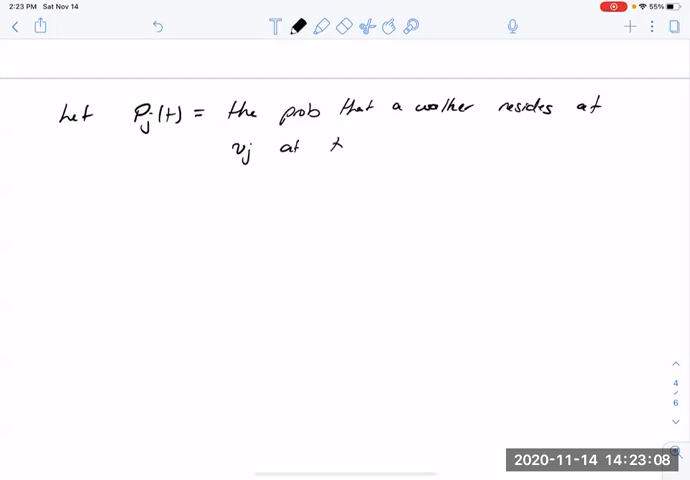 2:23 PM Sat Nov 14
55%
Let Pj(t) = the prob that a walker resides at
vj at t
4
6
2020-11-14 14:23:08